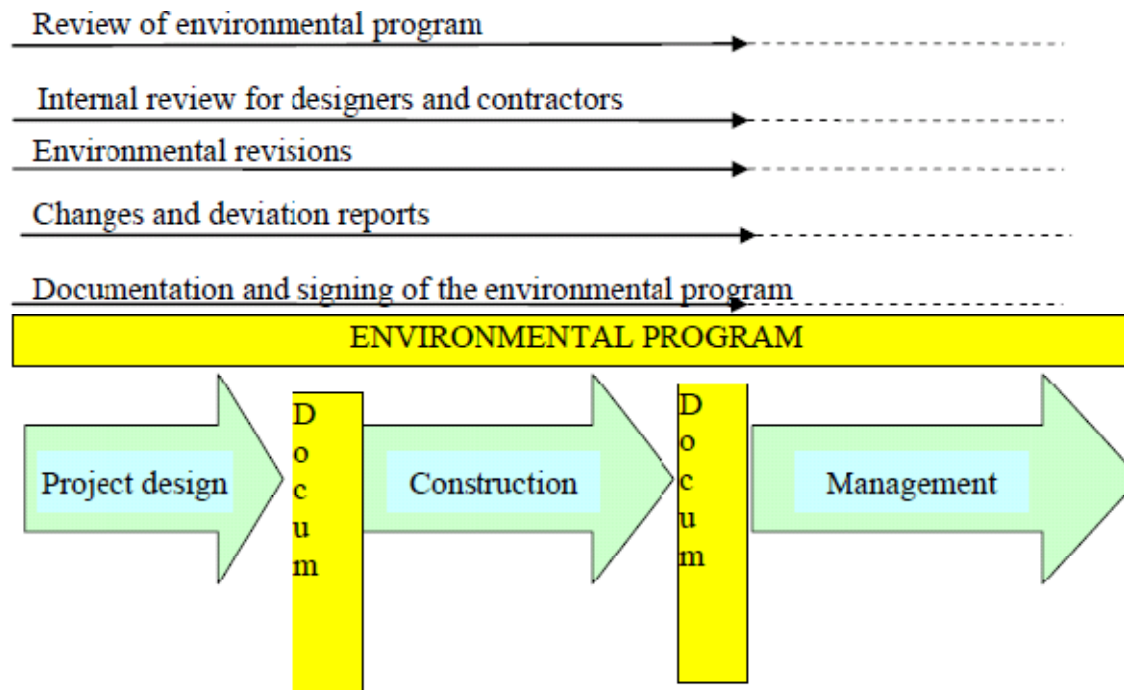 Review of environmental program
Internal review for designers and contractors
Environmental revisions
Changes and deviation reports
Documentation and signing of the environmental program
ENVIRONMENTAL PROGRAM
Project design
D
o
c
u
m
Construction
D
o
c
u
m
Management